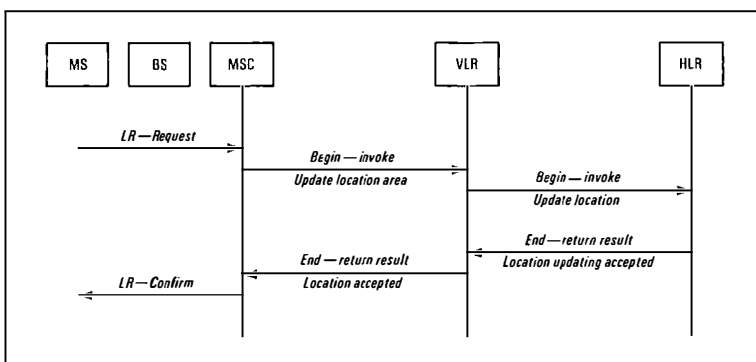 MS BS MSC VLR HLR
LR—Request
Begin — invoke
Update location area
Begin — invoke
Update location
End — return result
Location updating accepted
End — return result
Location accepted
LR—Confirm